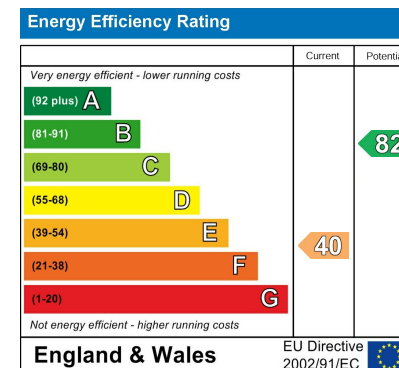 Energy Efficiency Rating
Current Potentia
Very energy efficient - lower running costs
(92 plus) A
(81-91) B
82
(69-80) C
(55-68) D
(39-54) E
40
(21-38) F
(1-20) G
Not energy efficient - higher running costs
England & Wales
EU Directive
2002/91/EC